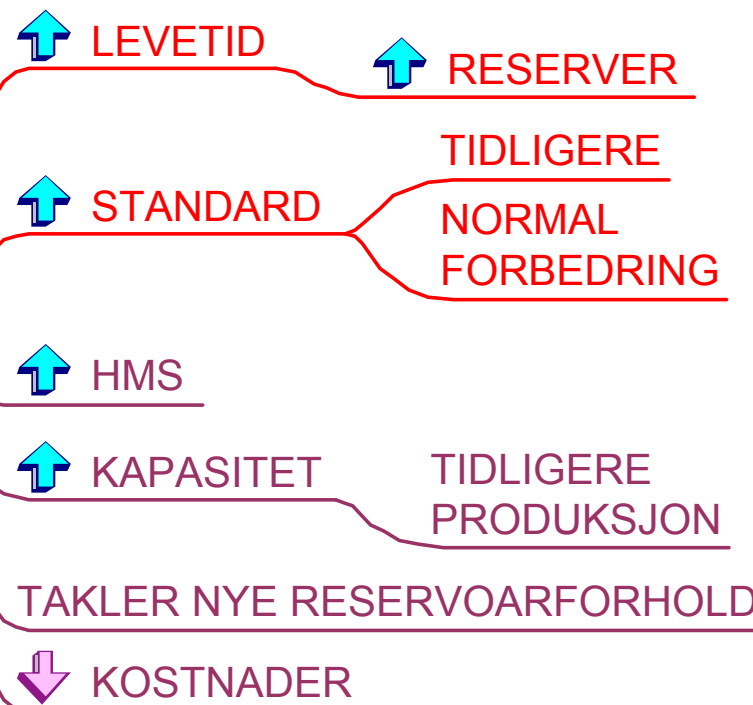 LEVETID
RESERVER
STANDARD
TIDLIGERE
NORMAL
FORBEDRING
HMS
KAPASITET
TIDLIGERE
PRODUKSJON
TAKLER NYE RESERVOARFORHOLD
KOSTNADER